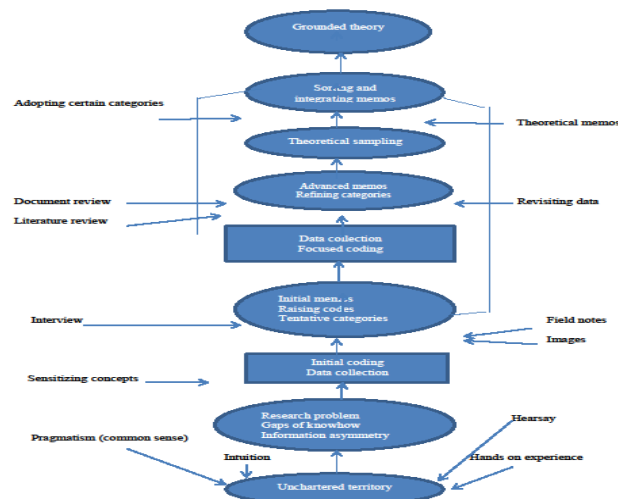 Grounded theory
Sorting and
integrating memos
Adopting certain categories
Theoretical memos
Theoretical sampling
Advanced memos
Refining categories
Document review
Revisiting data
Literature review
Data collection
Focused coding
Initial memos
Raising codes
Tentative categories
Interview
Field notes
Images
Initial coding
Data collection
Sensitizing concepts
Research problem
Gaps of knowhow
Information asymmetry
Hearsay
Pragmatism (common sense)
Intuition
Hands on experience
Unchartered territory